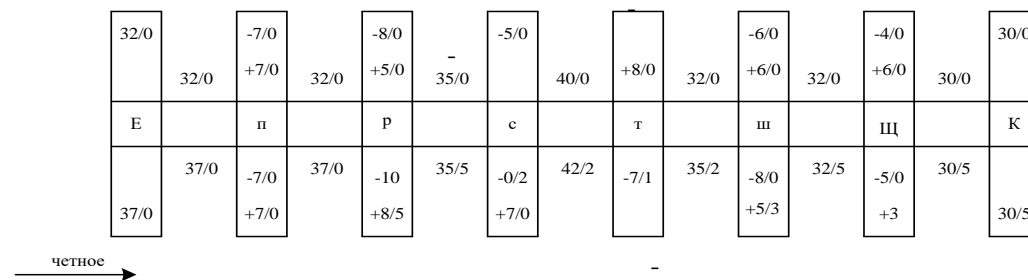 32/0 -7/0 -8/0 -5/0 -6/0 -4/0 30/0
+7/0 +5/0 +8/0 +6/0 +6/0
32/0 32/0 35/0 40/0 32/0 32/0 30/0
Е п Р с т ш Щ К
37/0 37/0 35/5 42/2 35/2 32/5 30/5
-7/0 -10 -0/2 -7/1 -8/0 -5/0
37/0 +7/0 +8/5 +7/0 +5/3 +3 30/5
четное